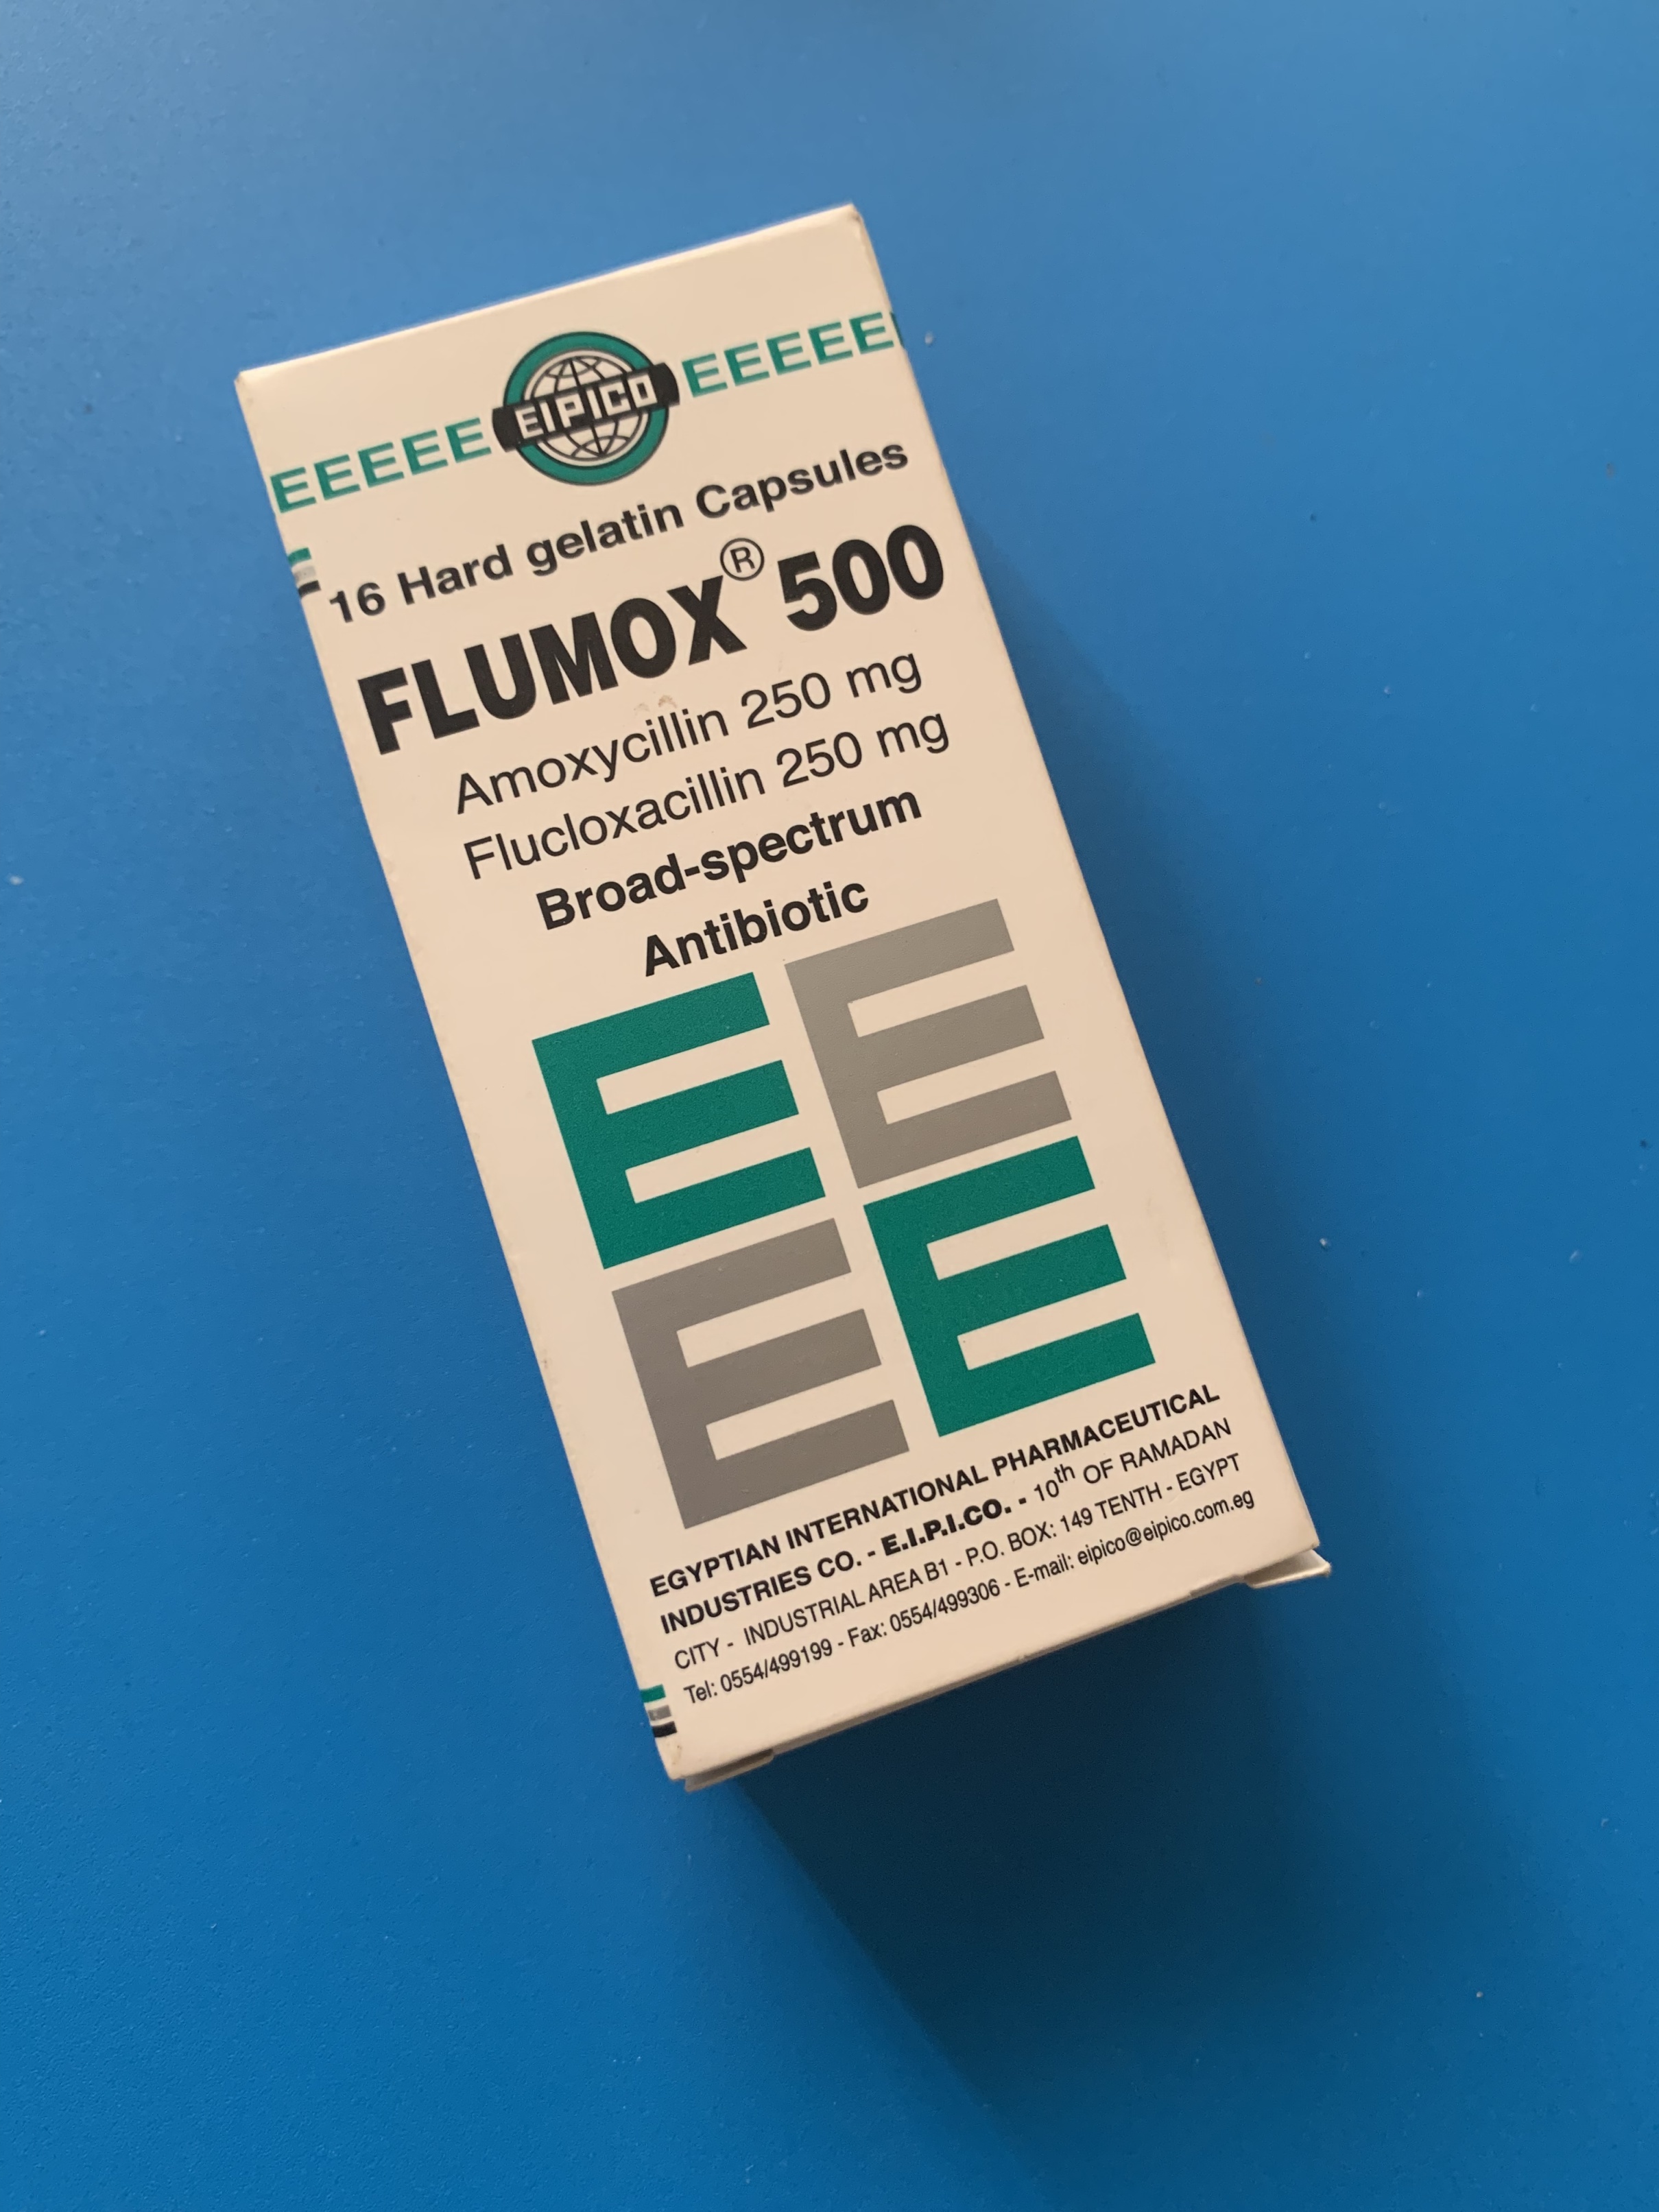 EEEEE EIPICO EEEEE
16 Hard gelatin Capsules
FLUMOX® 500
Amoxycillin 250 mg
Flucloxacillin 250 mg
Broad-spectrum
Antibiotic
E E
E E
EGYPTIAN INTERNATIONAL PHARMACEUTICAL
INDUSTRIES CO. - E.I.P.I.CO. - 10th OF RAMADAN
CITY - INDUSTRIAL AREA B1 - P.O. BOX: 149 TENTH - EGYPT
Tel: 0554/499199 - Fax: 0554/499306 - E-mail: eipico@eipico.com.eg